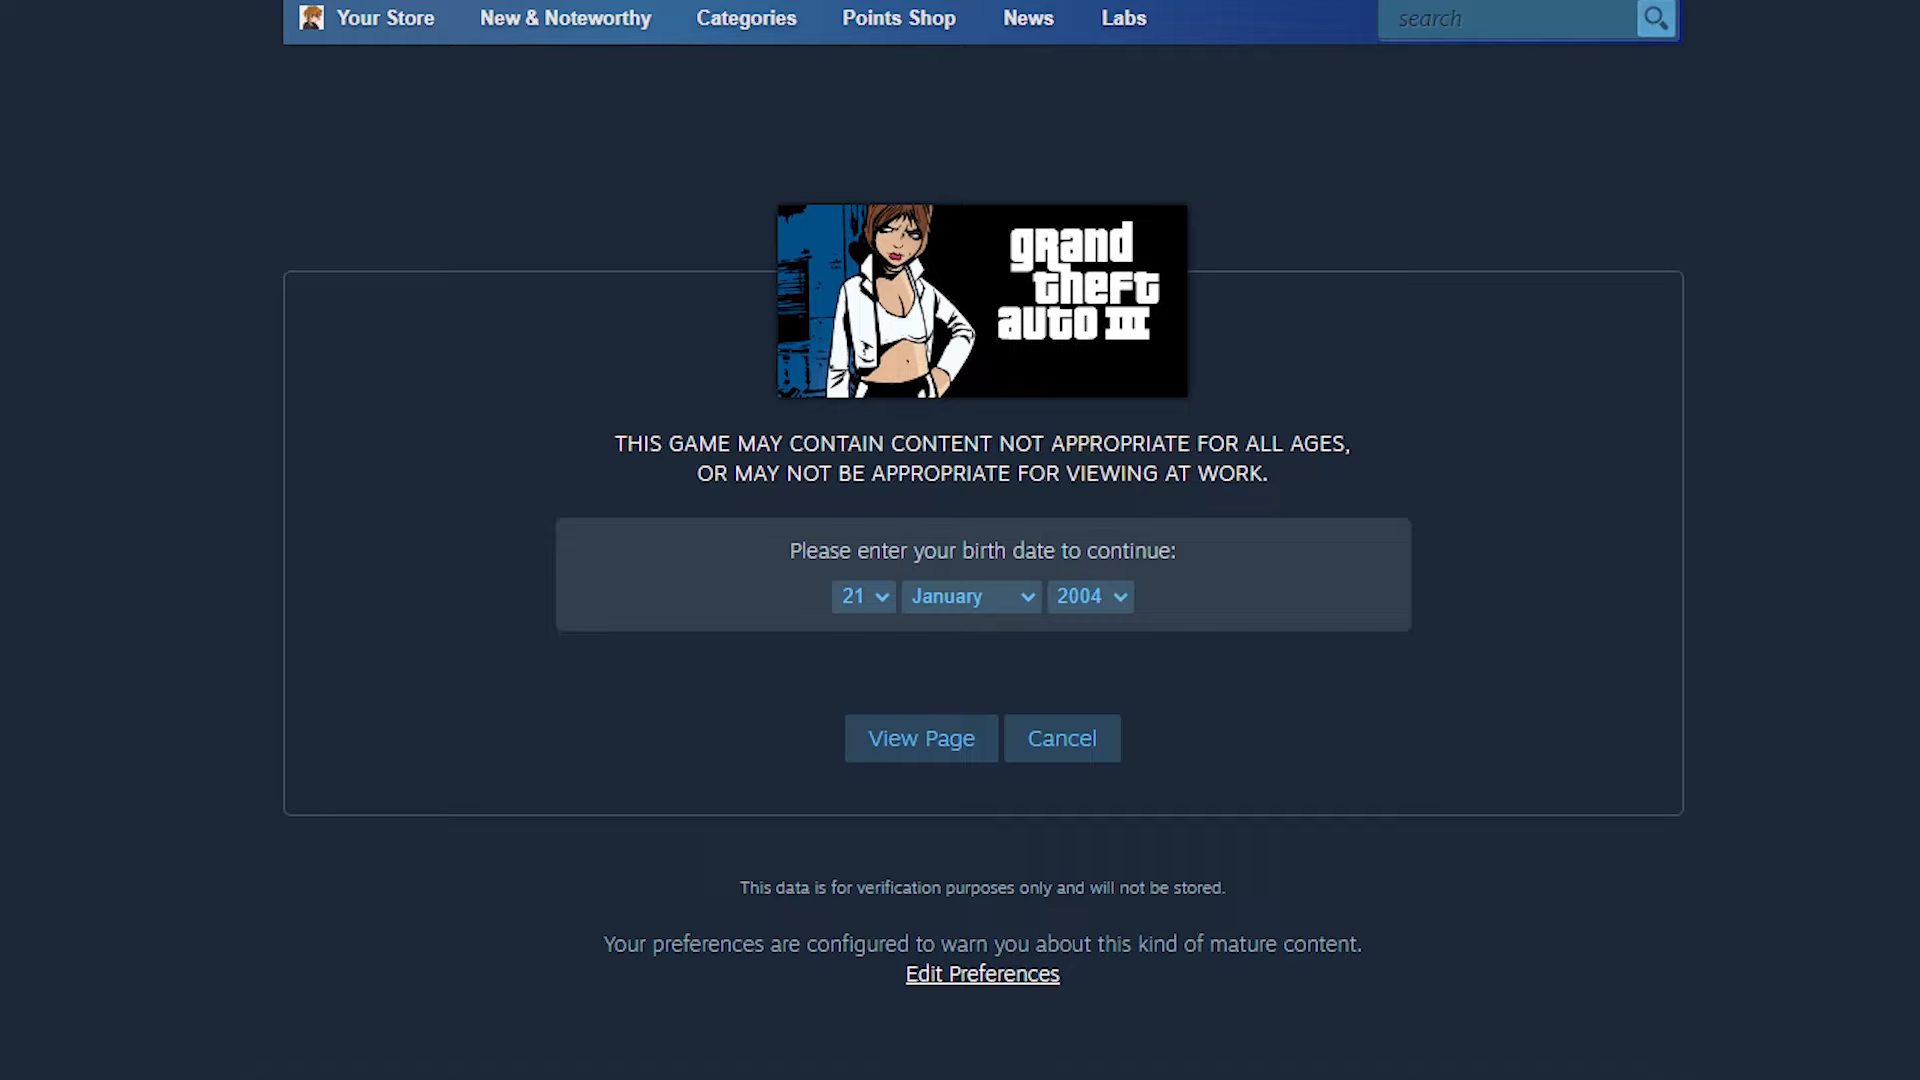 Your Store New & Noteworthy Categories Points Shop News Labs search
grand
theft
auto III
THIS GAME MAY CONTAIN CONTENT NOT APPROPRIATE FOR ALL AGES,
OR MAY NOT BE APPROPRIATE FOR VIEWING AT WORK.
Please enter your birth date to continue:
21 January 2004
View Page Cancel
This data is for verification purposes only and will not be stored.
Your preferences are configured to warn you about this kind of mature content.
Edit Preferences